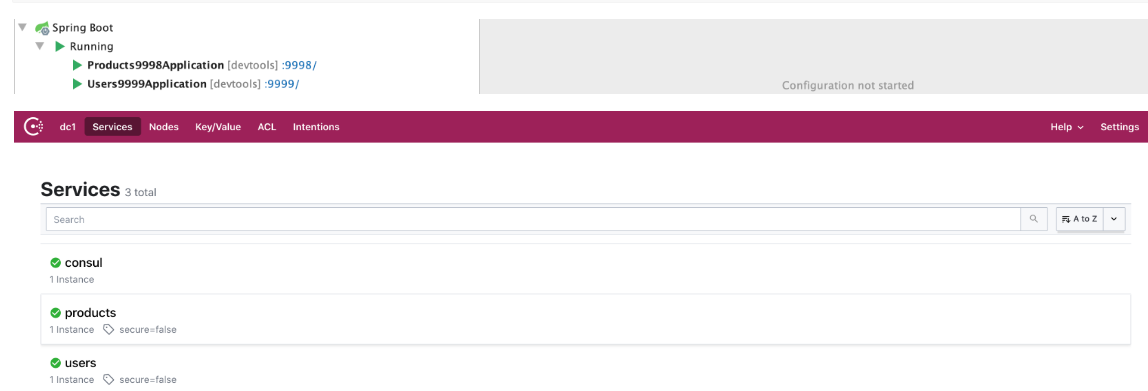 Spring Boot
Running
Products9998Application [devtools] :9998/
Users9999Application [devtools] :9999/
Configuration not started
dc1 Services Nodes Key/Value ACL Intentions Help Settings
Services 3 total
Search A to Z
consul
1 Instance
products
1 Instance secure=false
users
1 Instance secure=false